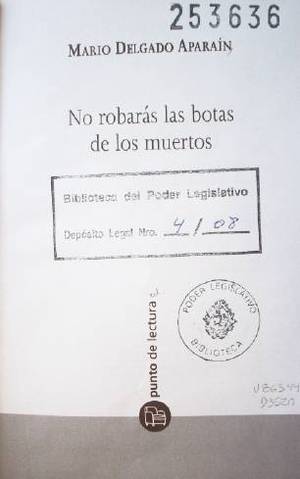 253636
MARIO DELGADO APARAÍN
No robarás las botas
de los muertos
Biblioteca del Poder Legislativo
Depósito Legal Nro. 4/08
PODER LEGISLATIVO
BIBLIOTECA
punto de lectura